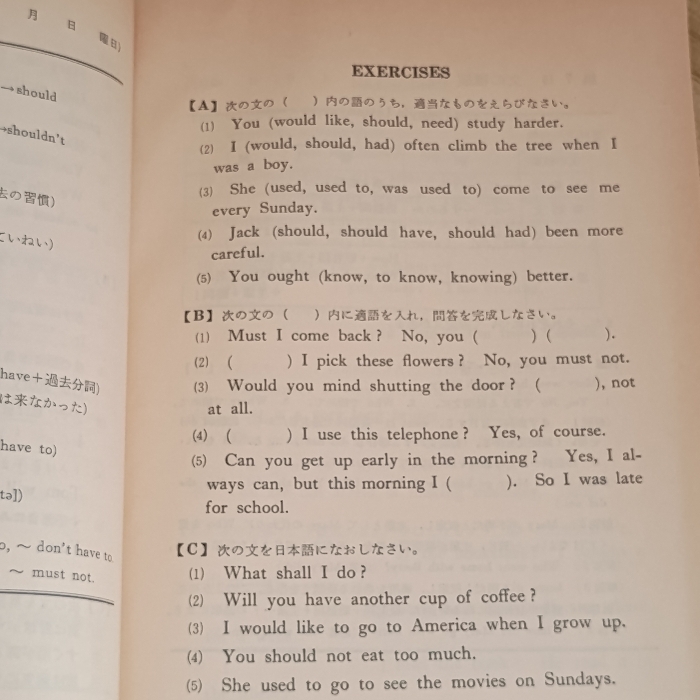 月 日 曜日)
→should
→shouldn't
去の習慣)
ていねい)
have+過去分詞)
は来なかった)
have to)
tə])
o, ～ don't have to
～ must not.
EXERCISES
【A】次の文の( )内の語のうち，適当なものをえらびなさい。
(1) You (would like, should, need) study harder.
(2) I (would, should, had) often climb the tree when I
was a boy.
(3) She (used, used to, was used to) come to see me
every Sunday.
(4) Jack (should, should have, should had) been more
careful.
(5) You ought (know, to know, knowing) better.
【B】次の文の( )内に適語を入れ，問答を完成しなさい。
(1) Must I come back? No, you ( ) ( ).
(2) ( ) I pick these flowers? No, you must not.
(3) Would you mind shutting the door? ( ), not
at all.
(4) ( ) I use this telephone? Yes, of course.
(5) Can you get up early in the morning? Yes, I al-
ways can, but this morning I ( ). So I was late
for school.
【C】次の文を日本語になおしなさい。
(1) What shall I do?
(2) Will you have another cup of coffee?
(3) I would like to go to America when I grow up.
(4) You should not eat too much.
(5) She used to go to see the movies on Sundays.